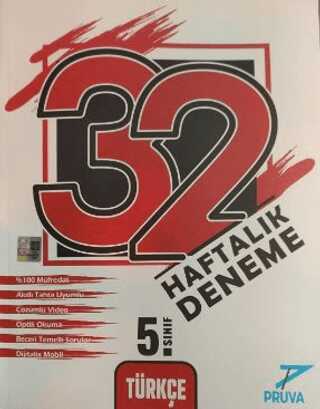 32
HAFTALIK
DENEME
%100 Müfredat
Akıllı Tahta Uyumlu
Çözümlü Video
Optik Okuma
Beceri Temelli Sorular
Dijitalix Mobil
5. SINIF
TÜRKÇE
PRUVA